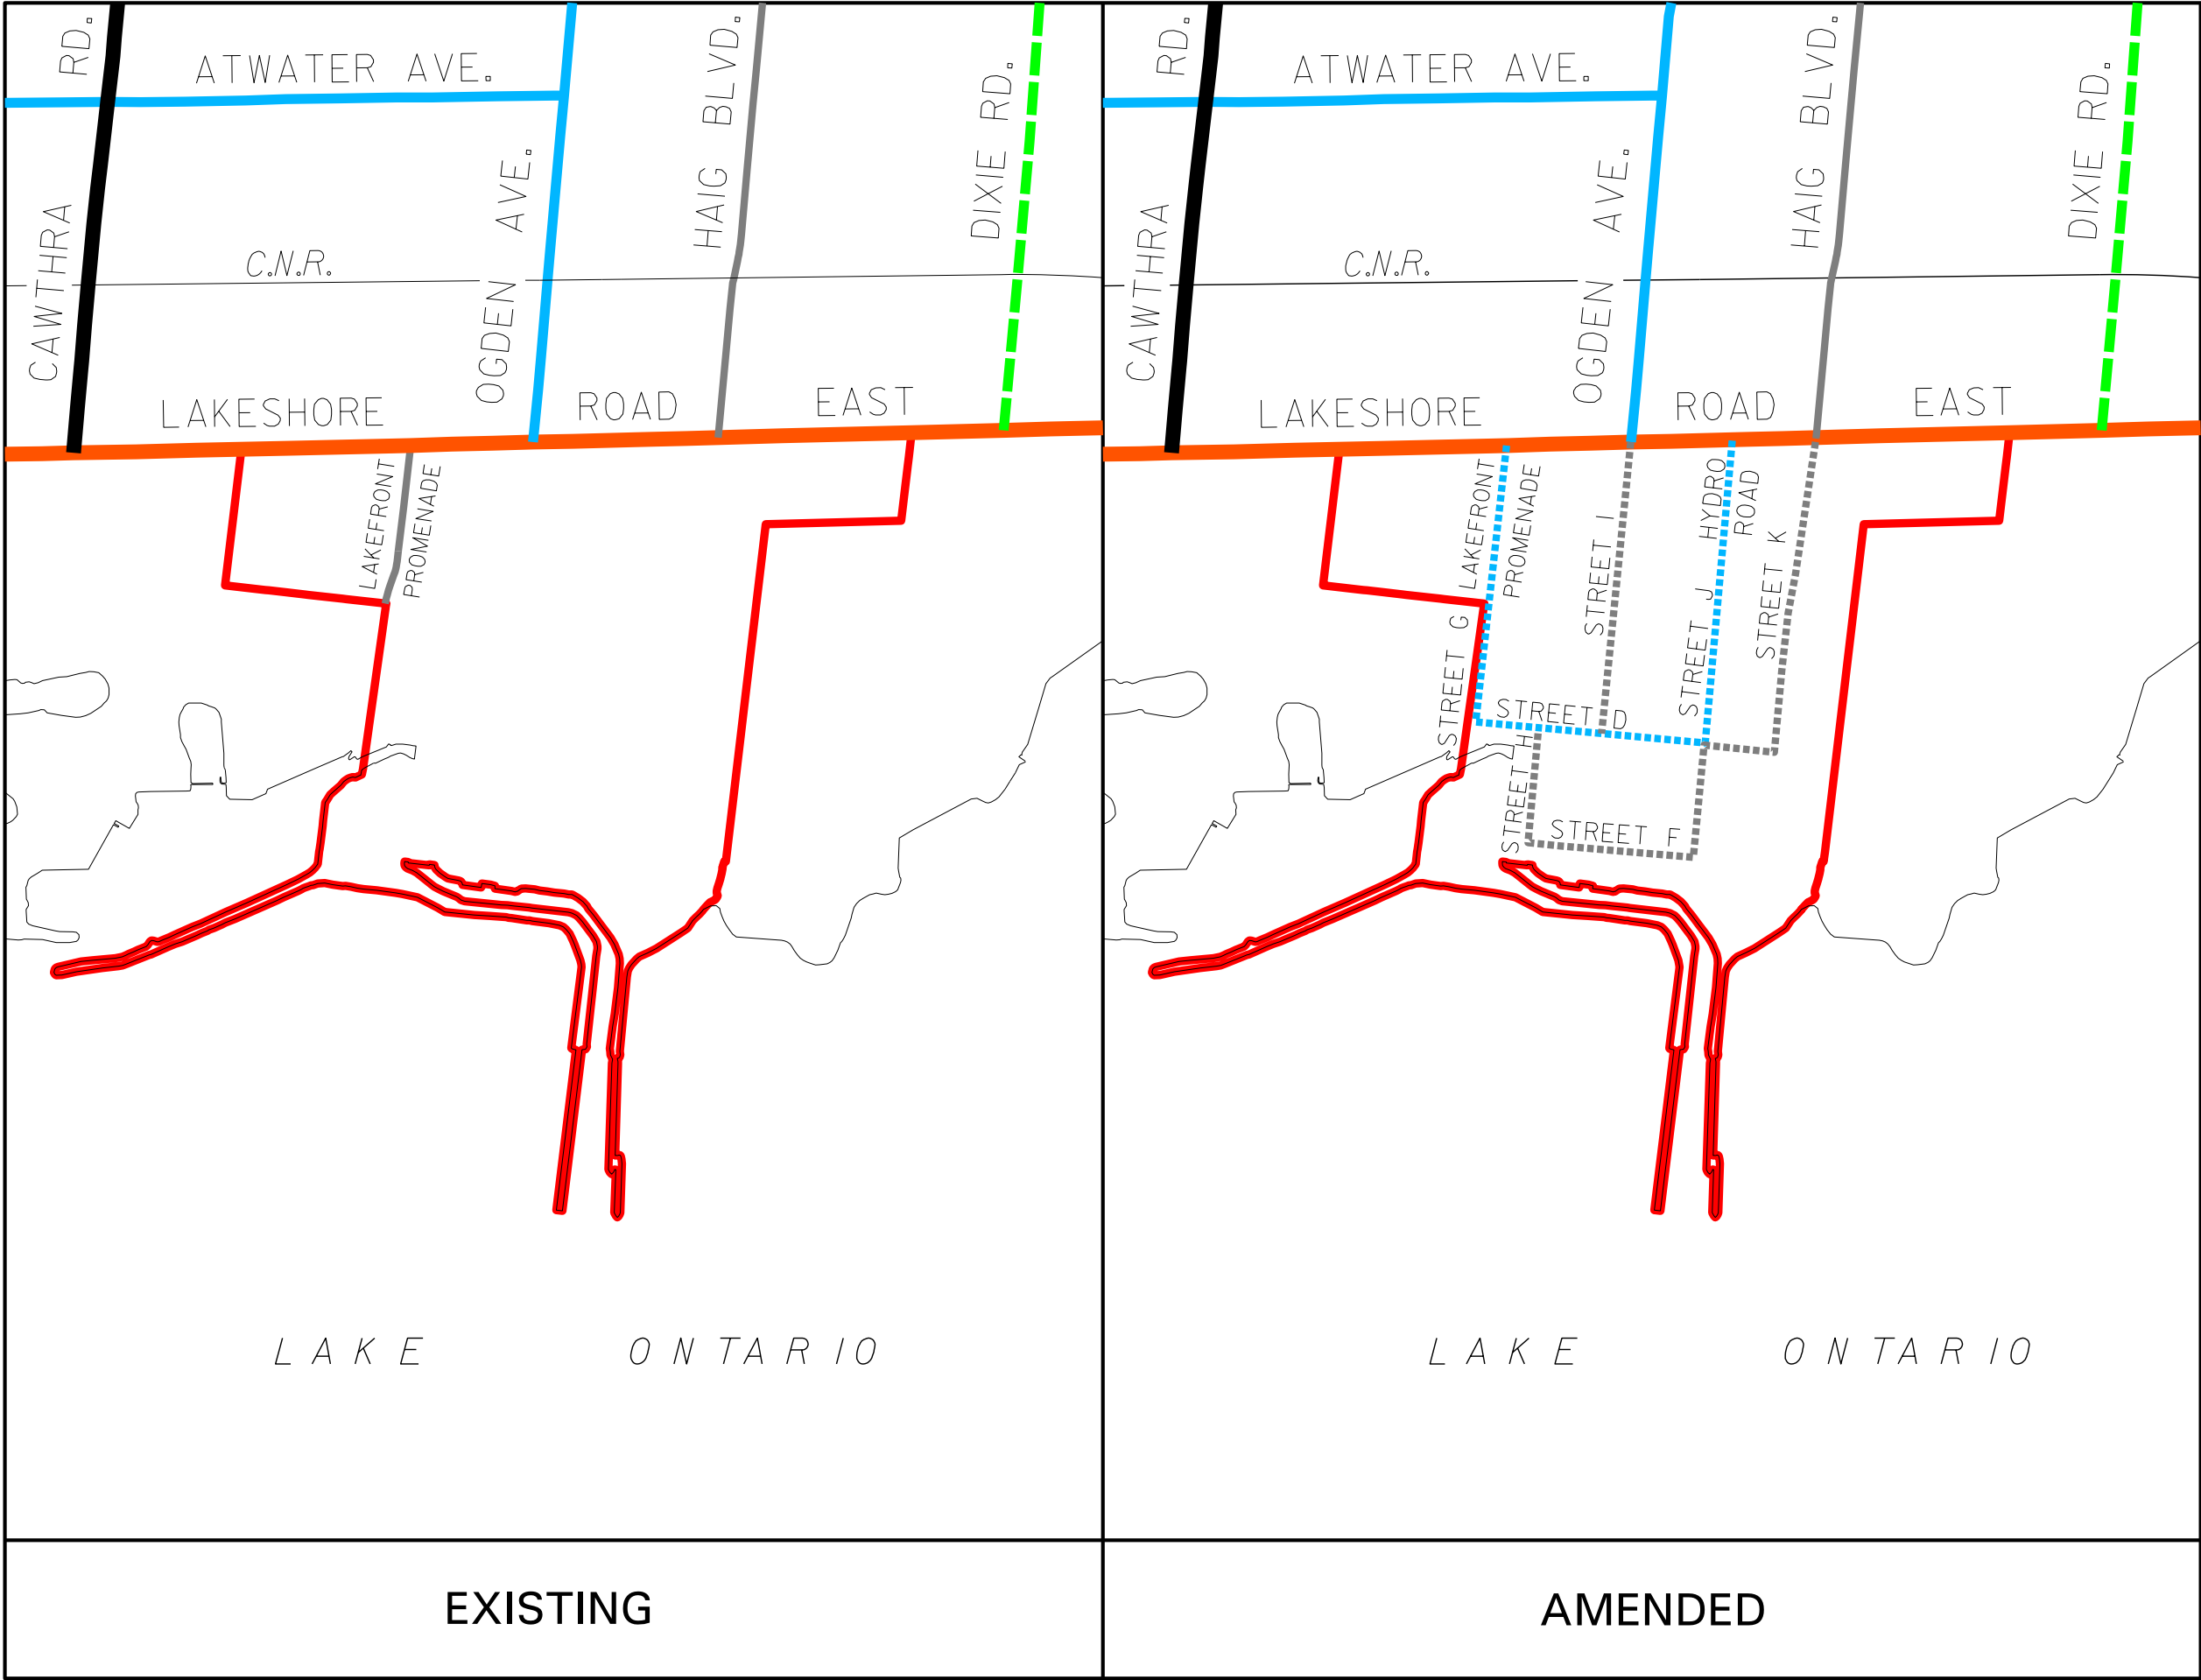 CAWTHRA RD.
ATWATER AVE.
OGDEN AVE.
HAIG BLVD.
DIXIE RD.
C.N.R.
LAKESHORE ROAD EAST
LAKEFRONT
PROMENADE
LAKE ONTARIO
EXISTING
CAWTHRA RD.
ATWATER AVE.
OGDEN AVE.
HAIG BLVD.
DIXIE RD.
C.N.R.
LAKESHORE ROAD EAST
LAKEFRONT
PROMENADE
STREET G
STREET I
HYDRO
ROAD
STREET J
STREET K
STREET D
STREET H
STREET F
LAKE ONTARIO
AMENDED